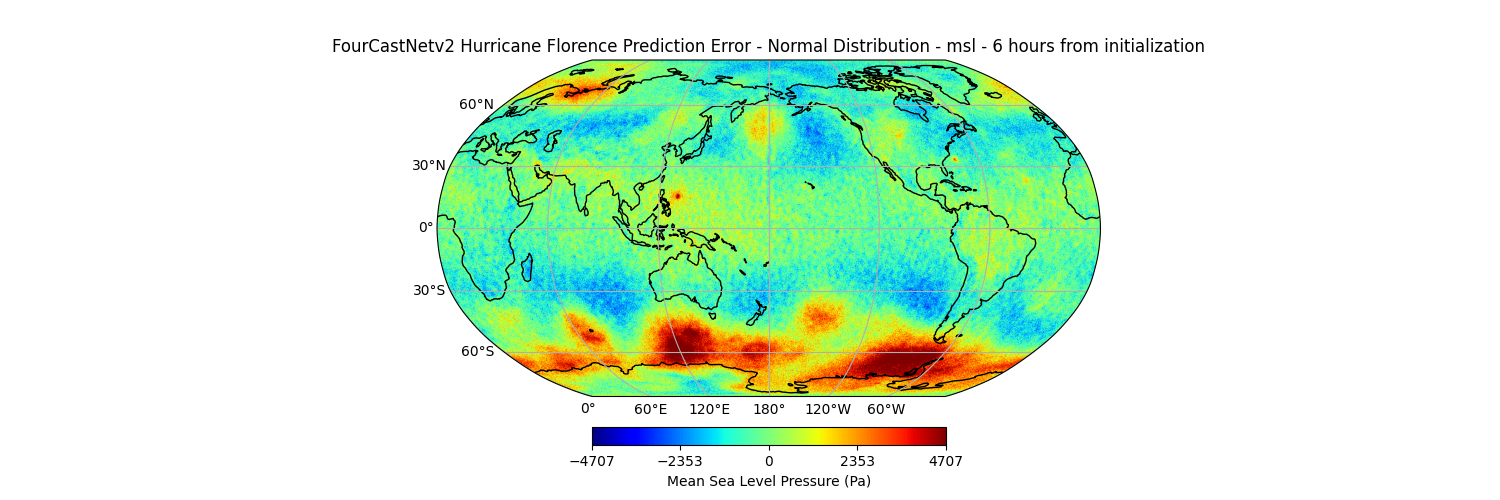 FourCastNetv2 Hurricane Florence Prediction Error - Normal Distribution - msl - 6 hours from initialization
60°N
30°N
0°
30°S
60°S
0° 60°E 120°E 180° 120°W 60°W
−4707 −2353 0 2353 4707
Mean Sea Level Pressure (Pa)